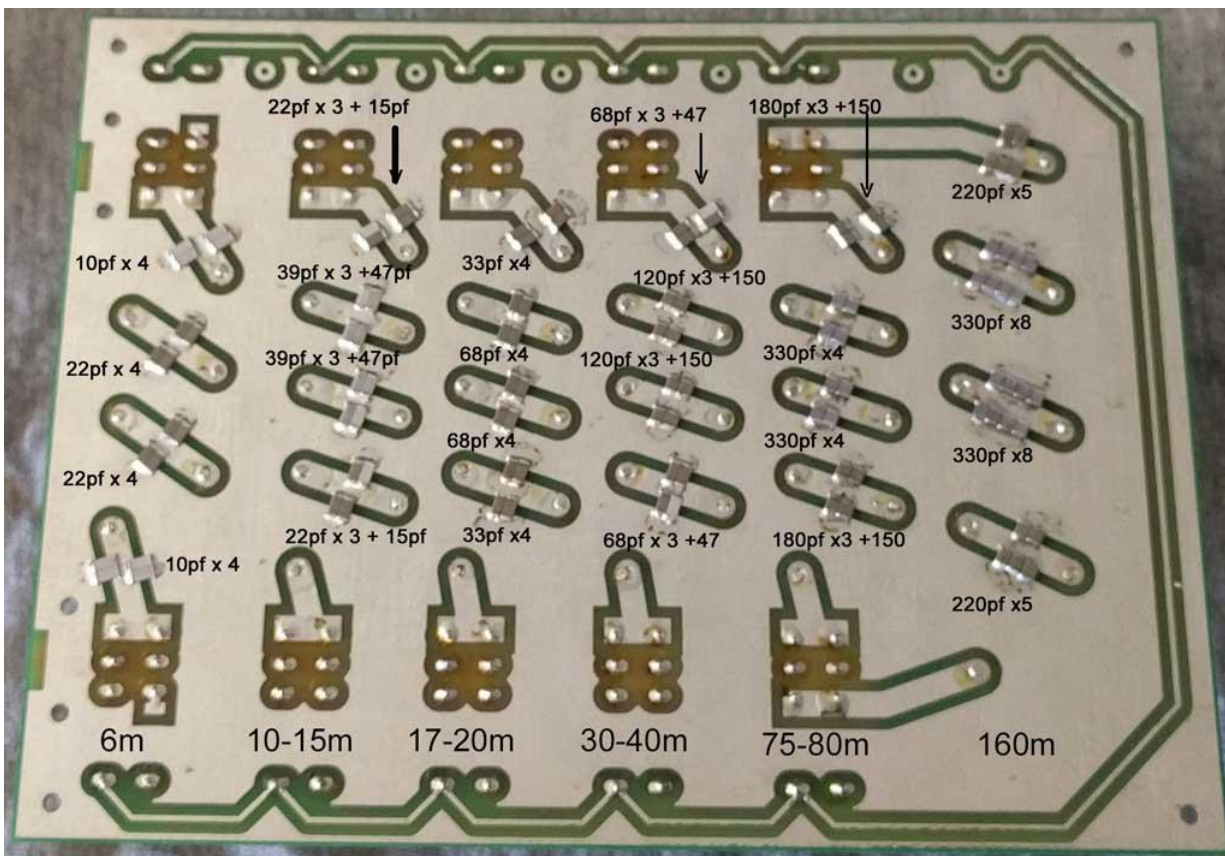 22pf x 3 + 15pf
68pf x 3 +47
180pf x3 +150
220pf x5
10pf x 4
39pf x 3 +47pf
33pf x4
120pf x3 +150
330pf x8
22pf x 4
39pf x 3 +47pf
68pf x4
120pf x3 +150
330pf x4
22pf x 4
68pf x4
330pf x4
330pf x8
10pf x 4
22pf x 3 + 15pf
33pf x4
68pf x 3 +47
180pf x3 +150
220pf x5
6m
10-15m
17-20m
30-40m
75-80m
160m